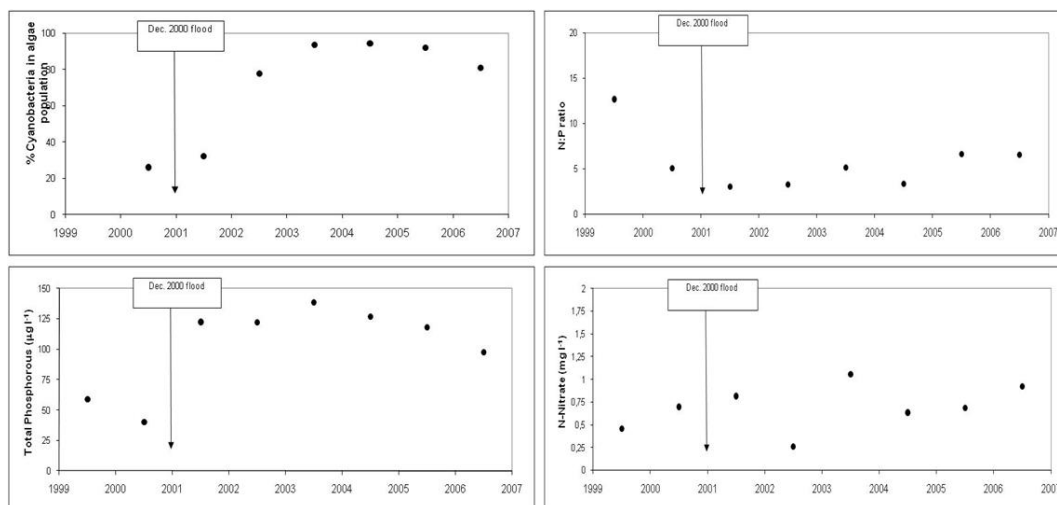 Dec. 2000 flood
% Cyanobacteria in algae
population
100
80
60
40
20
0
1999 2000 2001 2002 2003 2004 2005 2006 2007
Dec. 2000 flood
N:P ratio
20
15
10
5
0
1999 2000 2001 2002 2003 2004 2005 2006 2007
Dec. 2000 flood
Total Phosphorous (µg l⁻¹)
150
125
100
75
50
25
0
1999 2000 2001 2002 2003 2004 2005 2006 2007
Dec. 2000 flood
N-Nitrate (mg l⁻¹)
2
1,75
1,5
1,25
1
0,75
0,5
0,25
0
1999 2000 2001 2002 2003 2004 2005 2006 2007